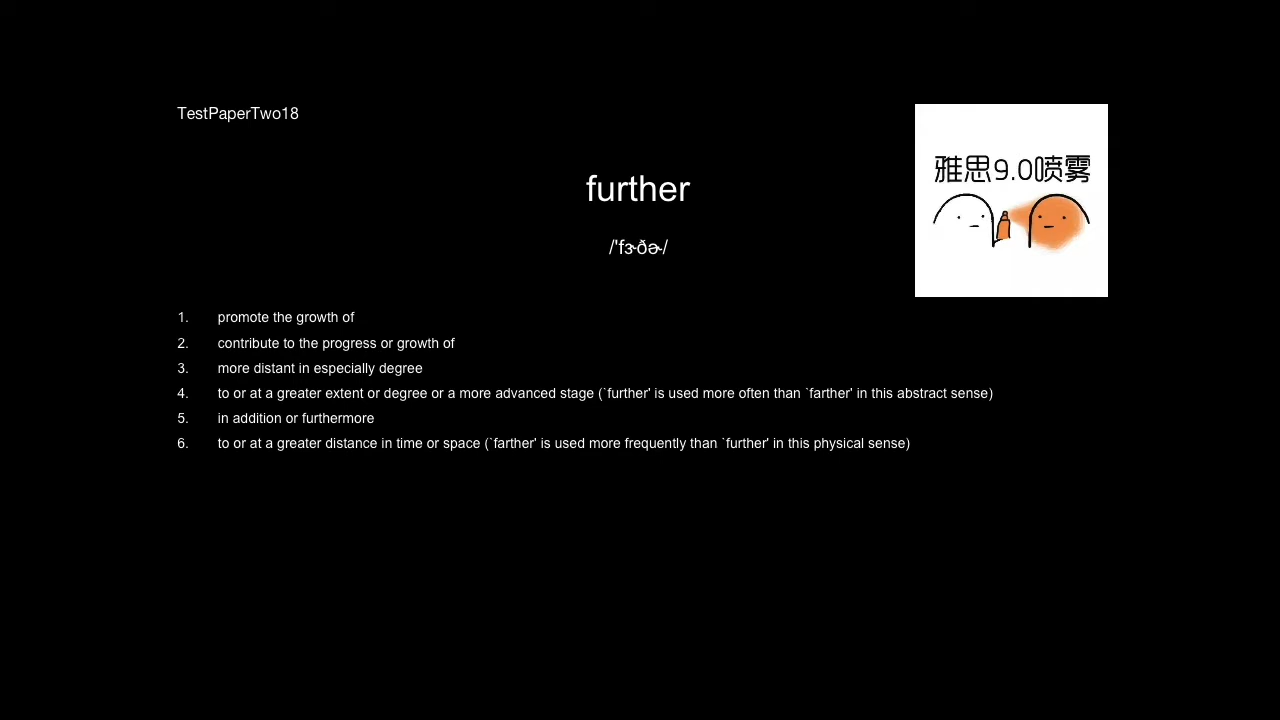 TestPaperTwo18
雅思9.0喷雾
further
/'fɝðɚ/
1. promote the growth of
2. contribute to the progress or growth of
3. more distant in especially degree
4. to or at a greater extent or degree or a more advanced stage (`further' is used more often than `farther' in this abstract sense)
5. in addition or furthermore
6. to or at a greater distance in time or space (`farther' is used more frequently than `further' in this physical sense)